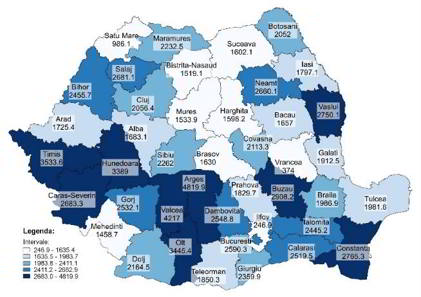 Botosani
2052
Satu Mare
986.1
Maramures
2232.5
Suceava
1602.1
Iasi
1797.1
Salaj
2681.1
Bistrita-Nasaud
1519.1
Neamt
2660.1
Bihor
2455.7
Cluj
2056.4
Vaslui
2750.1
Mures
1533.9
Harghita
1598.2
Bacau
1657
Arad
1725.4
Alba
1683.1
Covasna
2113.3
Timis
3533.6
Hunedoara
3389
Sibiu
2262
Brasov
1630
Vrancea
374
Galati
1912.5
Arges
4819.9
Caras-Severin
2683.3
Gorj
2532.1
Valcea
4217
Prahova
1829.7
Buzau
2908.2
Braila
1986.9
Tulcea
1981.6
Dambovita
2548.8
Ilfov
246.9
Ialomita
2445.2
Mehedinti
1458.7
Olt
3445.4
Bucuresti
2590.3
Calaras
2519.5
Constanta
2765.3
Dolj
2164.5
Teleorman
1850.3
Giurgiu
2359.9
Legenda:
Intervale:
246.9 - 1635.4
1635.5 - 1983.7
1983.8 - 2411.1
2411.2 - 2682.9
2683.0 - 4819.9